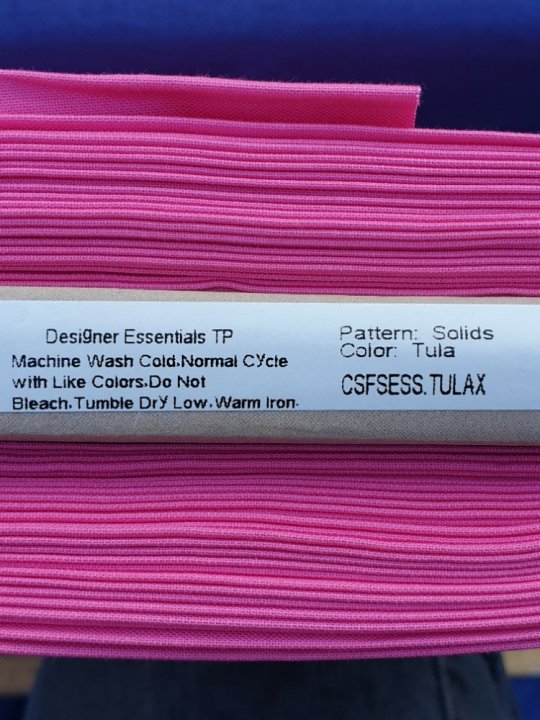 Designer Essentials TP
Machine Wash Cold.Normal Cycle
with Like Colors.Do Not
Bleach.Tumble Dry Low.Warm Iron.
Pattern: Solids
Color: Tula
CSFSESS.TULAX